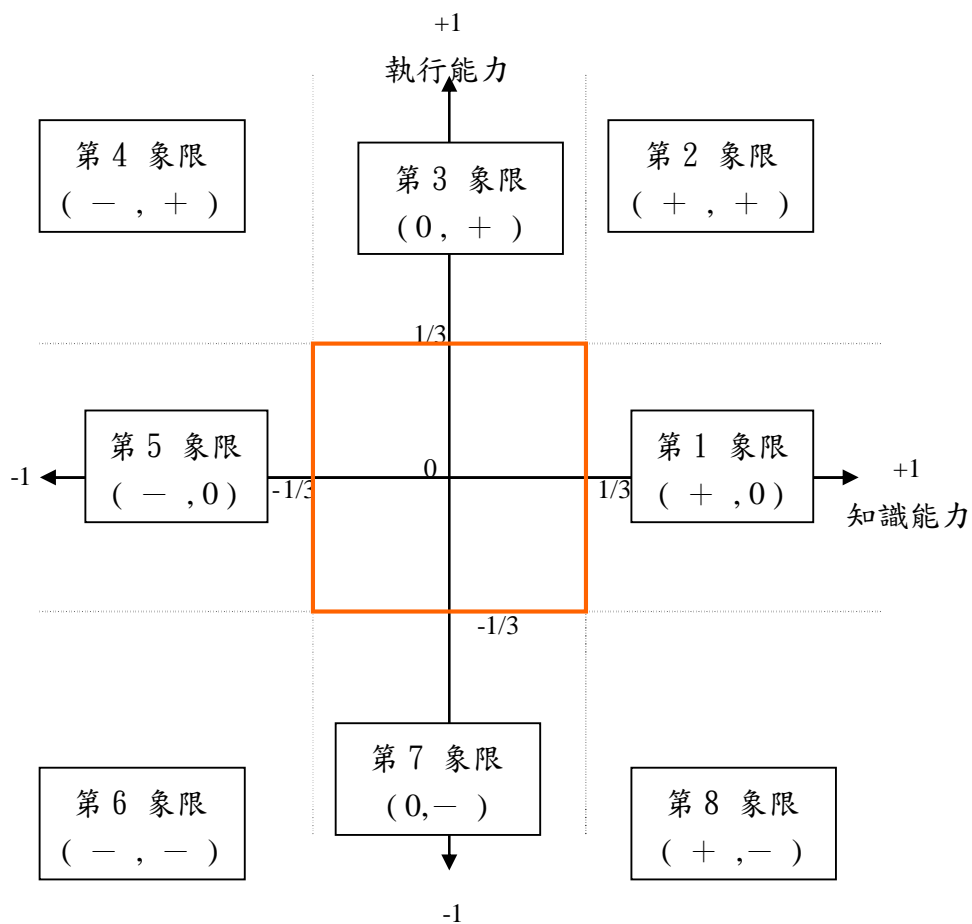 +1
執行能力
第 4 象限
( － , ＋ )
第 3 象限
(0, ＋ )
第 2 象限
( ＋ , ＋ )
1/3
第 5 象限
( － ,0)
0
第 1 象限
( ＋ ,0)
-1
-1/3
1/3
+1
知識能力
-1/3
第 7 象限
(0,－ )
第 6 象限
( － , － )
第 8 象限
( ＋ ,－ )
-1